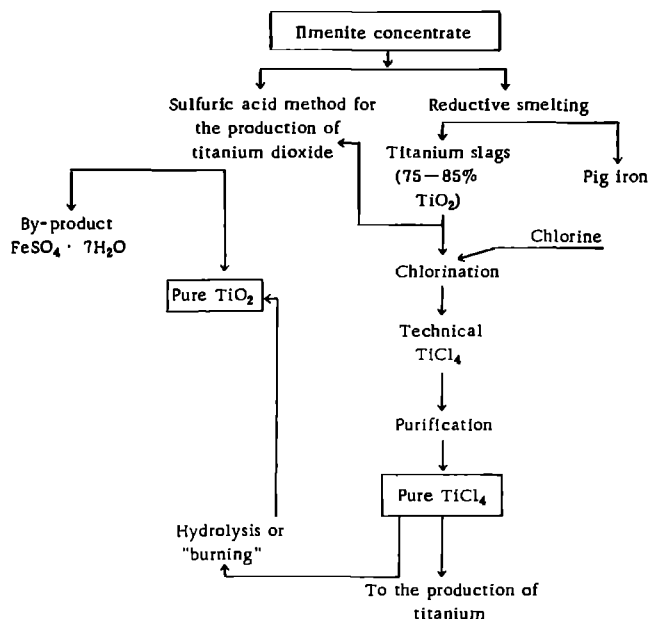 Ilmenite concentrate
Sulfuric acid method for
the production of
titanium dioxide
Reductive smelting
Titanium slags
(75—85%
TiO₂)
Pig iron
By-product
FeSO₄ · 7H₂O
Chlorine
Chlorination
Pure TiO₂
Technical
TiCl₄
Purification
Pure TiCl₄
Hydrolysis or
"burning"
To the production of
titanium